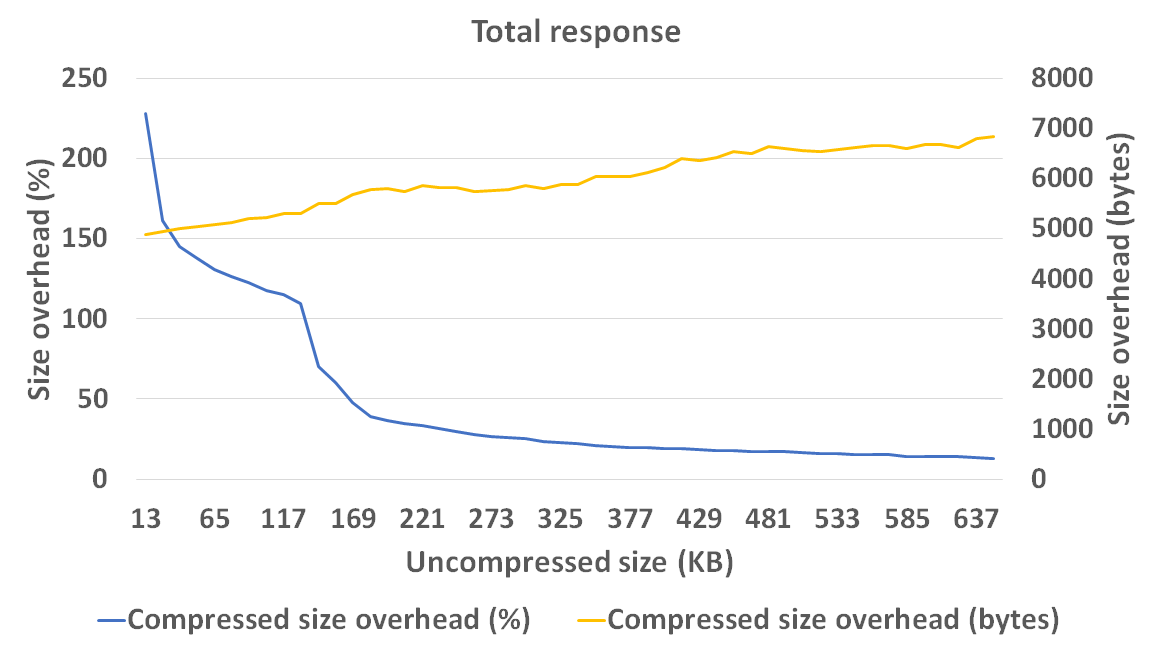 Total response
250
200
150
100
50
0
Size overhead (%)
8000
7000
6000
5000
4000
3000
2000
1000
0
Size overhead (bytes)
13 65 117 169 221 273 325 377 429 481 533 585 637
Uncompressed size (KB)
Compressed size overhead (%) Compressed size overhead (bytes)